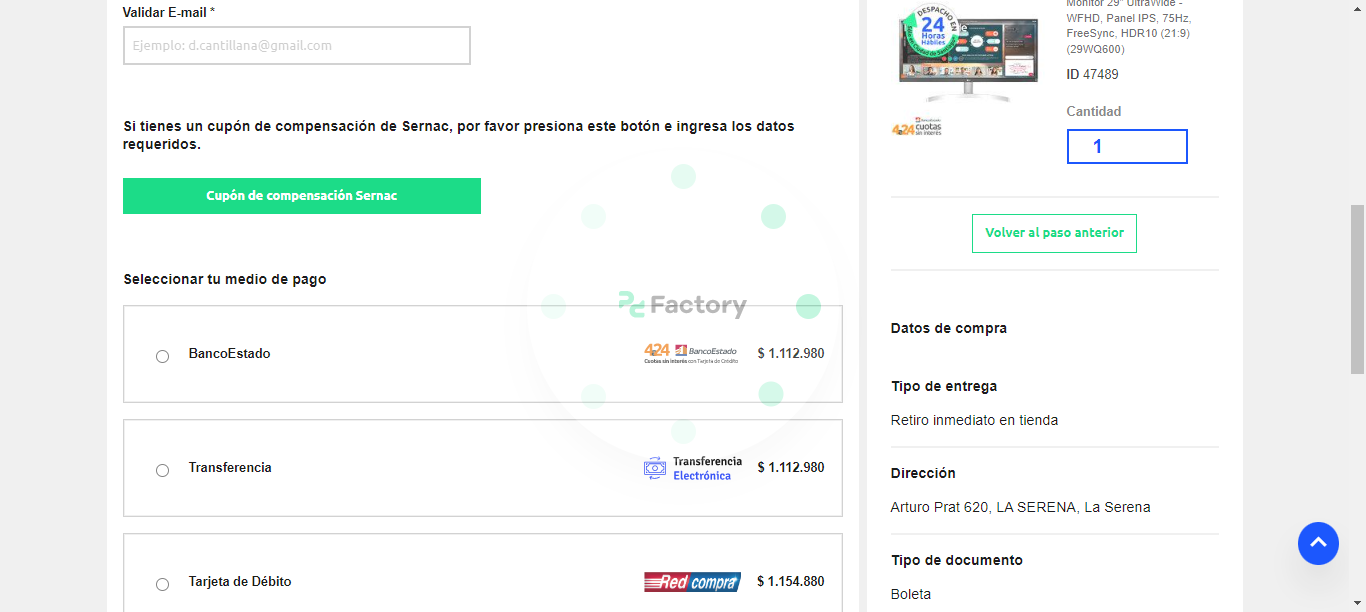 Validar E-mail *
Ejemplo: d.cantillana@gmail.com
Si tienes un cupón de compensación de Sernac, por favor presiona este botón e ingresa los datos
requeridos.
Cupón de compensación Sernac
Seleccionar tu medio de pago
Factory
BancoEstado
4a24 BancoEstado
Cuotas sin interés con Tarjeta de Crédito
$ 1.112.980
Transferencia
Transferencia
Electrónica
$ 1.112.980
Tarjeta de Débito
Redcompra
$ 1.154.880
DESPACHO EN
24
Horas
Hábiles
4a24 cuotas
sin interés
Monitor 29" UltraWide -
WFHD, Panel IPS, 75Hz,
FreeSync, HDR10 (21:9)
(29WQ600)
ID 47489
Cantidad
1
Volver al paso anterior
Datos de compra
Tipo de entrega
Retiro inmediato en tienda
Dirección
Arturo Prat 620, LA SERENA, La Serena
Tipo de documento
Boleta